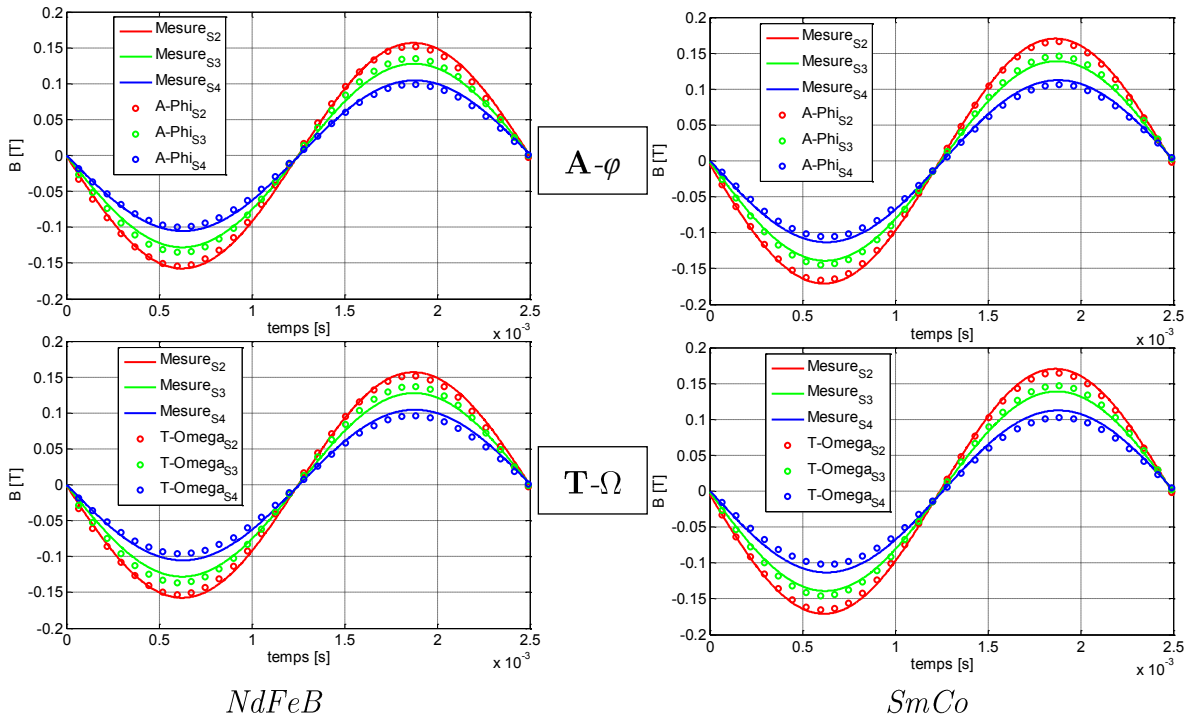 0.2
0.15
0.1
0.05
0
-0.05
-0.1
-0.15
-0.2
B [T]
Mesure_S2
Mesure_S3
Mesure_S4
A-Phi_S2
A-Phi_S3
A-Phi_S4
0 0.5 1 1.5 2 2.5
temps [s]
x 10^-3
A-φ
0.2
0.15
0.1
0.05
0
-0.05
-0.1
-0.15
-0.2
B [T]
Mesure_S2
Mesure_S3
Mesure_S4
A-Phi_S2
A-Phi_S3
A-Phi_S4
0 0.5 1 1.5 2 2.5
temps [s]
x 10^-3
0.2
0.15
0.1
0.05
0
-0.05
-0.1
-0.15
-0.2
B [T]
Mesure_S2
Mesure_S3
Mesure_S4
T-Omega_S2
T-Omega_S3
T-Omega_S4
0 0.5 1 1.5 2 2.5
temps [s]
x 10^-3
T-Ω
0.2
0.15
0.1
0.05
0
-0.05
-0.1
-0.15
-0.2
B [T]
Mesure_S2
Mesure_S3
Mesure_S4
T-Omega_S2
T-Omega_S3
T-Omega_S4
0 0.5 1 1.5 2 2.5
temps [s]
x 10^-3
NdFeB
SmCo